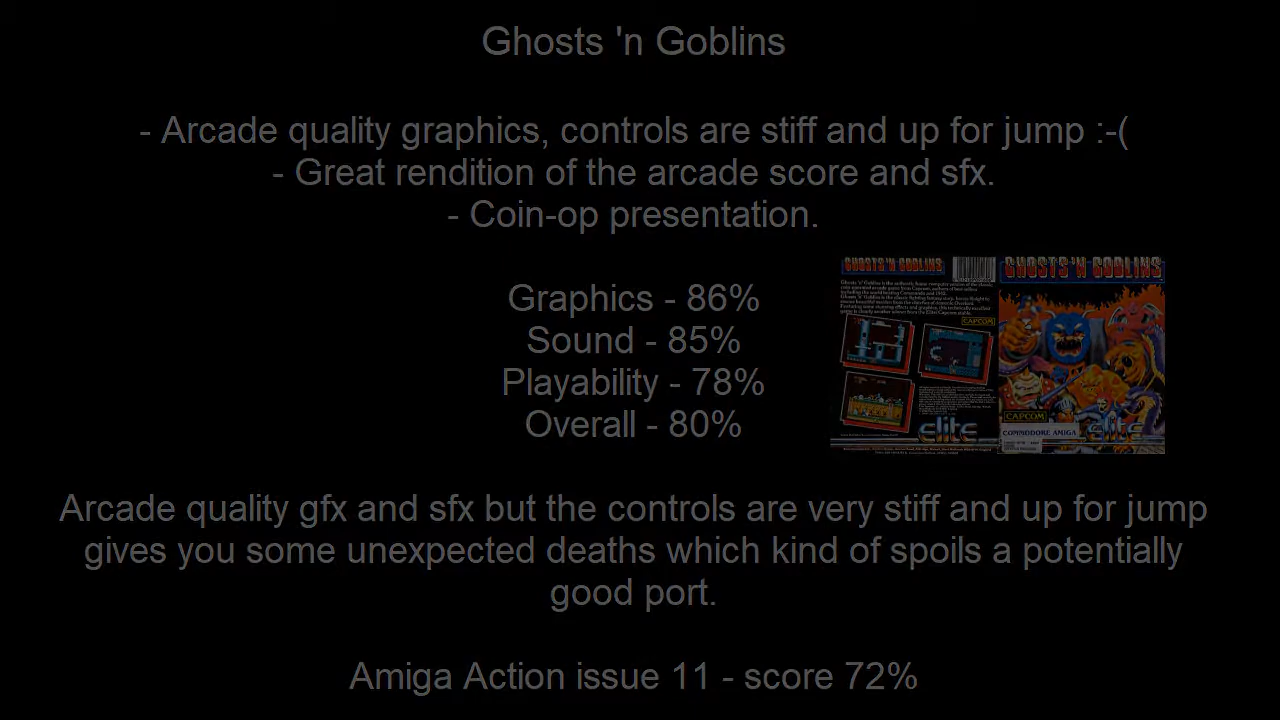 Ghosts 'n Goblins
- Arcade quality graphics, controls are stiff and up for jump :-(
- Great rendition of the arcade score and sfx.
- Coin-op presentation.
Graphics - 86%
Sound - 85%
Playability - 78%
Overall - 80%
GHOSTS 'N GOBLINS
GHOSTS 'N GOBLINS
CAPCOM
elite
CAPCOM
COMMODORE AMIGA
elite
Arcade quality gfx and sfx but the controls are very stiff and up for jump
gives you some unexpected deaths which kind of spoils a potentially
good port.
Amiga Action issue 11 - score 72%